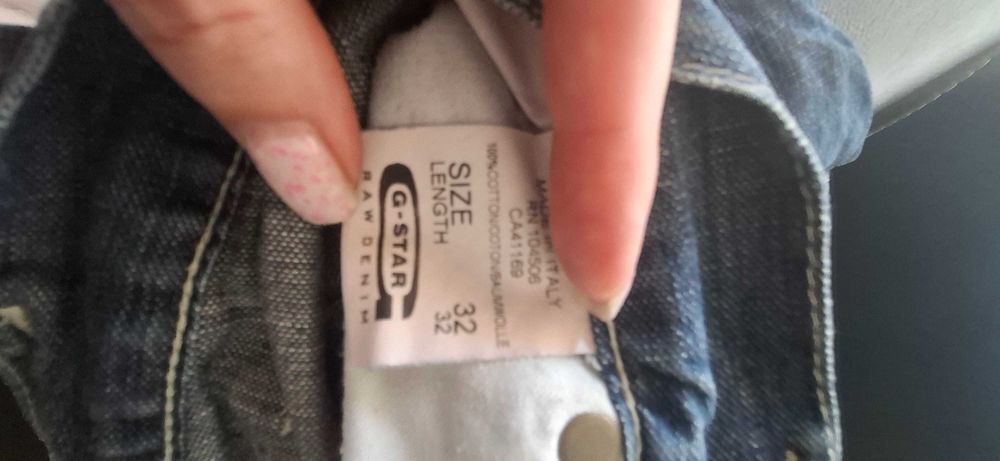 G-STAR
RAW DENIM
SIZE 32
LENGTH 32
100%COTTON/COTON/BAUMWOLLE
CA41169
RN 104506
MADE IN ITALY